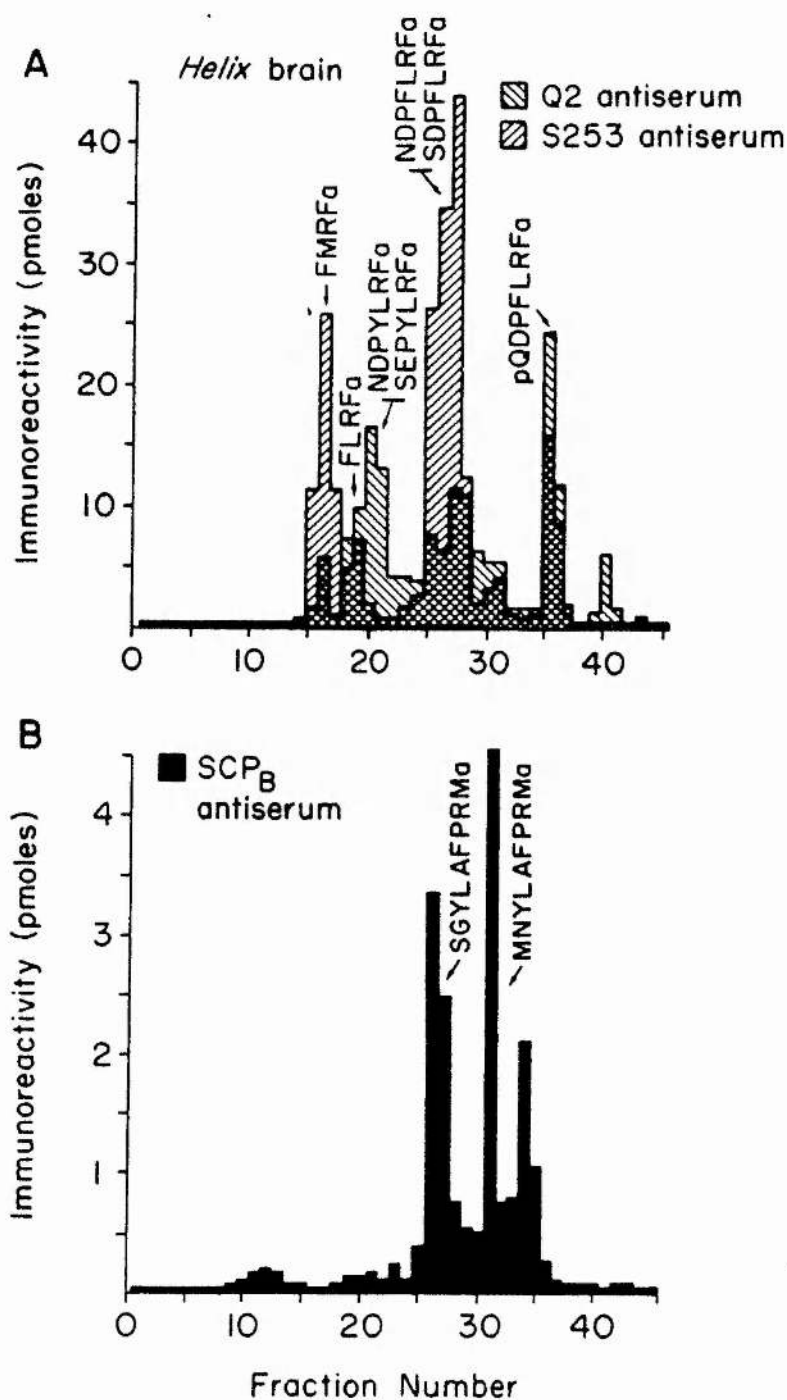 A
Helix brain
Q2 antiserum
S253 antiserum
FMRFa
FLRFa
NDPYLRFa
SEPYLRFa
NDPFLRFa
SDPFLRFa
pQDPFLRFa
Immunoreactivity (pmoles)
40
30
20
10
0 10 20 30 40
B
SCPB
antiserum
SGYLAFPRMa
MNYLAFPRMa
Immunoreactivity (pmoles)
4
3
2
1
0 10 20 30 40
Fraction Number